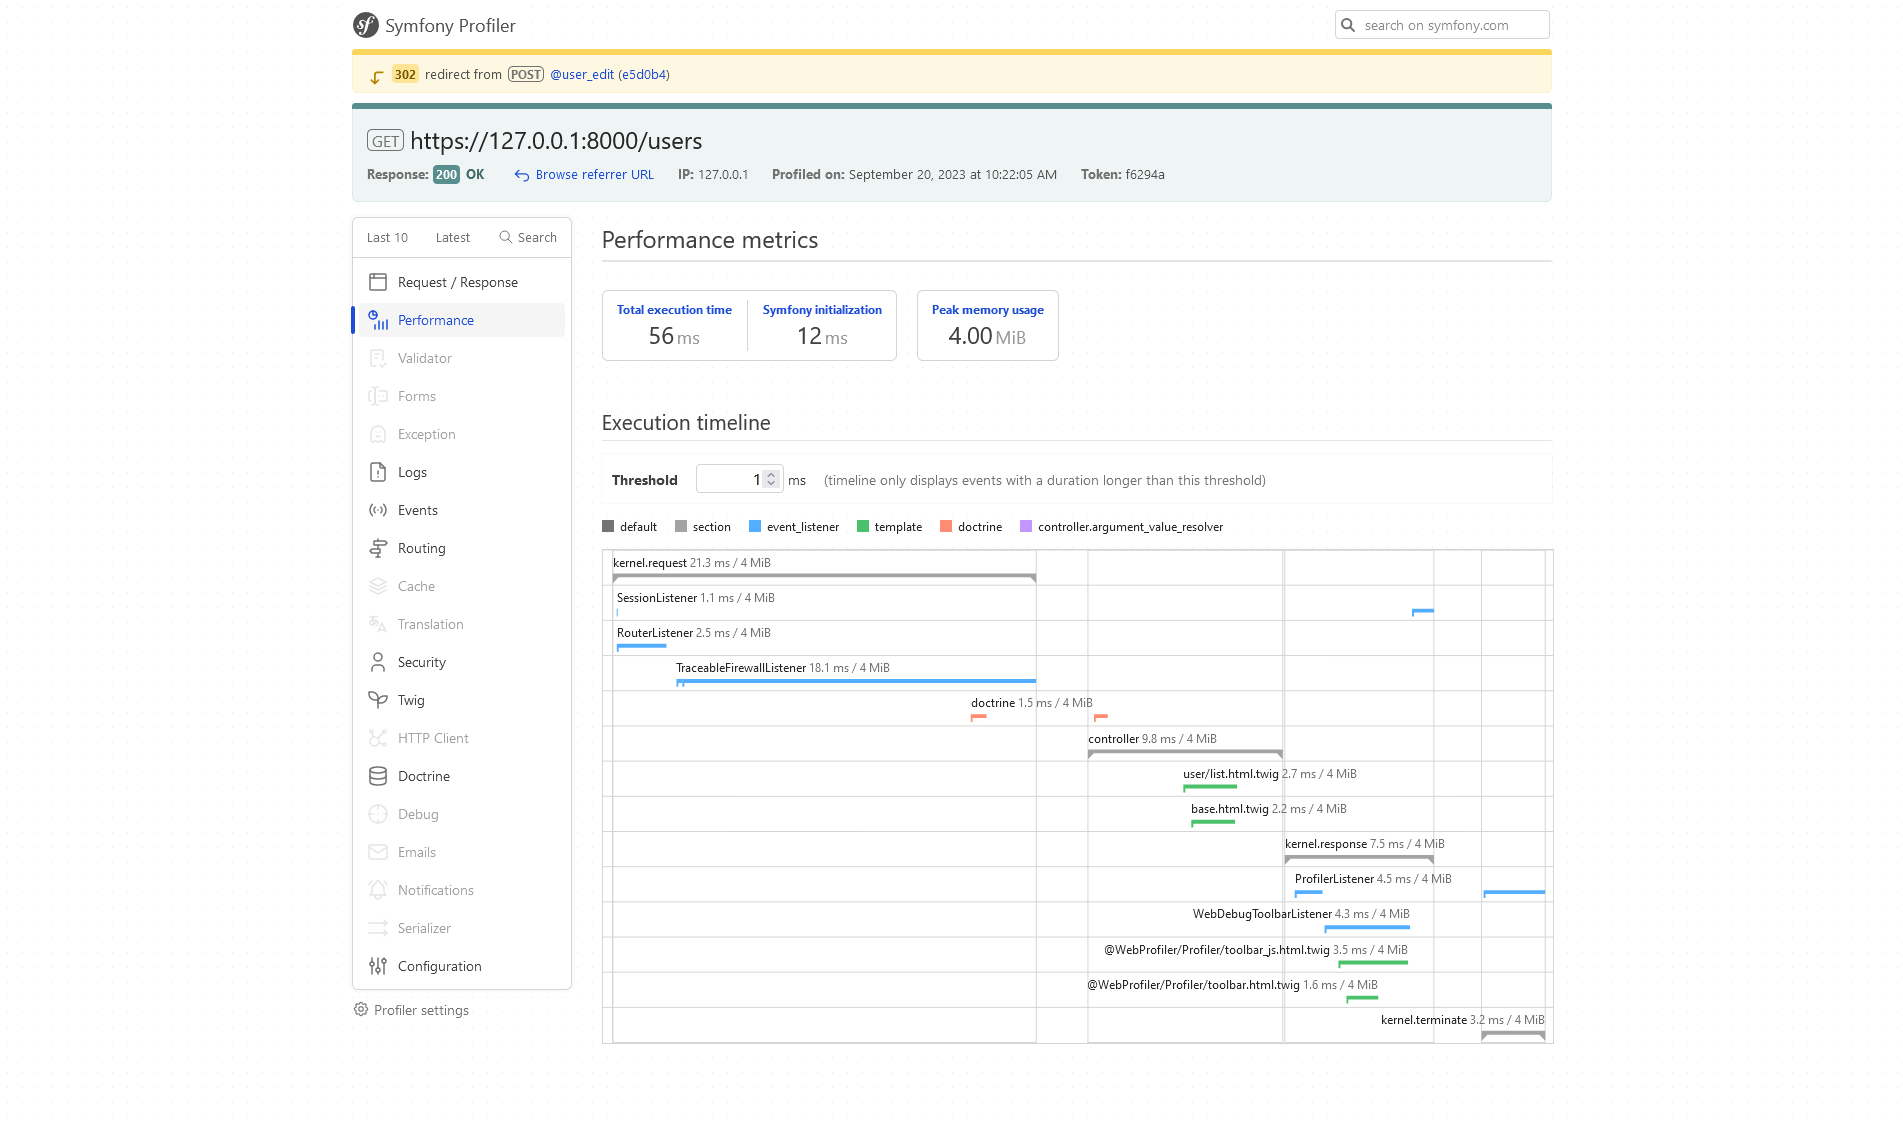 Symfony Profiler
search on symfony.com
302 redirect from POST @user_edit (e5d0b4)
GET https://127.0.0.1:8000/users
Response: 200 OK Browse referrer URL IP: 127.0.0.1 Profiled on: September 20, 2023 at 10:22:05 AM Token: f6294a
Last 10 Latest Search
Request / Response
Performance
Validator
Forms
Exception
Logs
Events
Routing
Cache
Translation
Security
Twig
HTTP Client
Doctrine
Debug
Emails
Notifications
Serializer
Configuration
Profiler settings
Performance metrics
Total execution time Symfony initialization Peak memory usage
56 ms 12 ms 4.00 MiB
Execution timeline
Threshold 1 ms (timeline only displays events with a duration longer than this threshold)
default section event_listener template doctrine controller.argument_value_resolver
kernel.request 21.3 ms / 4 MiB
SessionListener 1.1 ms / 4 MiB
RouterListener 2.5 ms / 4 MiB
TraceableFirewallListener 18.1 ms / 4 MiB
doctrine 1.5 ms / 4 MiB
controller 9.8 ms / 4 MiB
user/list.html.twig 2.7 ms / 4 MiB
base.html.twig 2.2 ms / 4 MiB
kernel.response 7.5 ms / 4 MiB
ProfilerListener 4.5 ms / 4 MiB
WebDebugToolbarListener 4.3 ms / 4 MiB
@WebProfiler/Profiler/toolbar_js.html.twig 3.5 ms / 4 MiB
@WebProfiler/Profiler/toolbar.html.twig 1.6 ms / 4 MiB
kernel.terminate 3.2 ms / 4 MiB